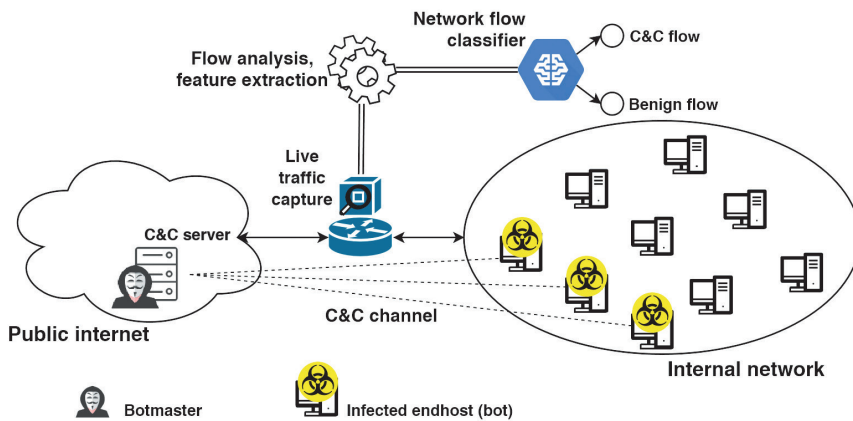 Network flow
classifier
C&C flow
Flow analysis,
feature extraction
Benign flow
Live
traffic
capture
C&C server
C&C channel
Public internet
Internal network
Botmaster
Infected endhost (bot)